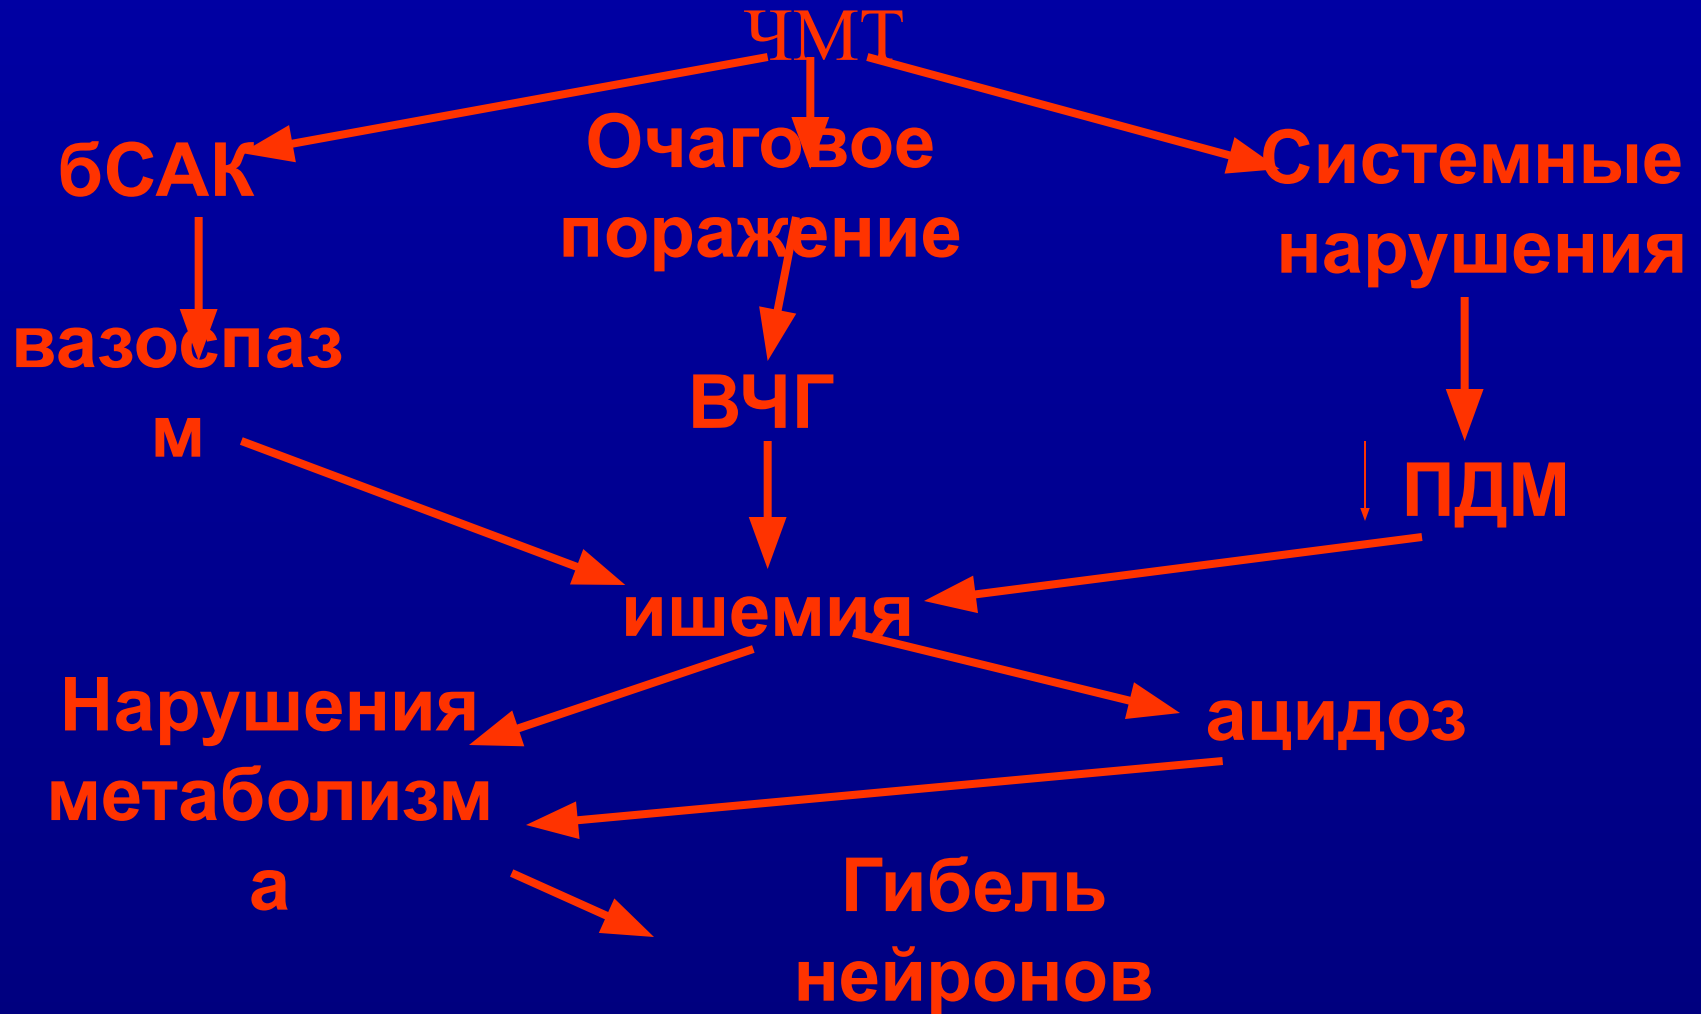 ЧМТ
бСАК
Очаговое
поражение
Системные
нарушения
вазоспаз
м
ВЧГ
ПДМ
ишемия
Нарушения
метаболизм
а
ацидоз
Гибель
нейронов